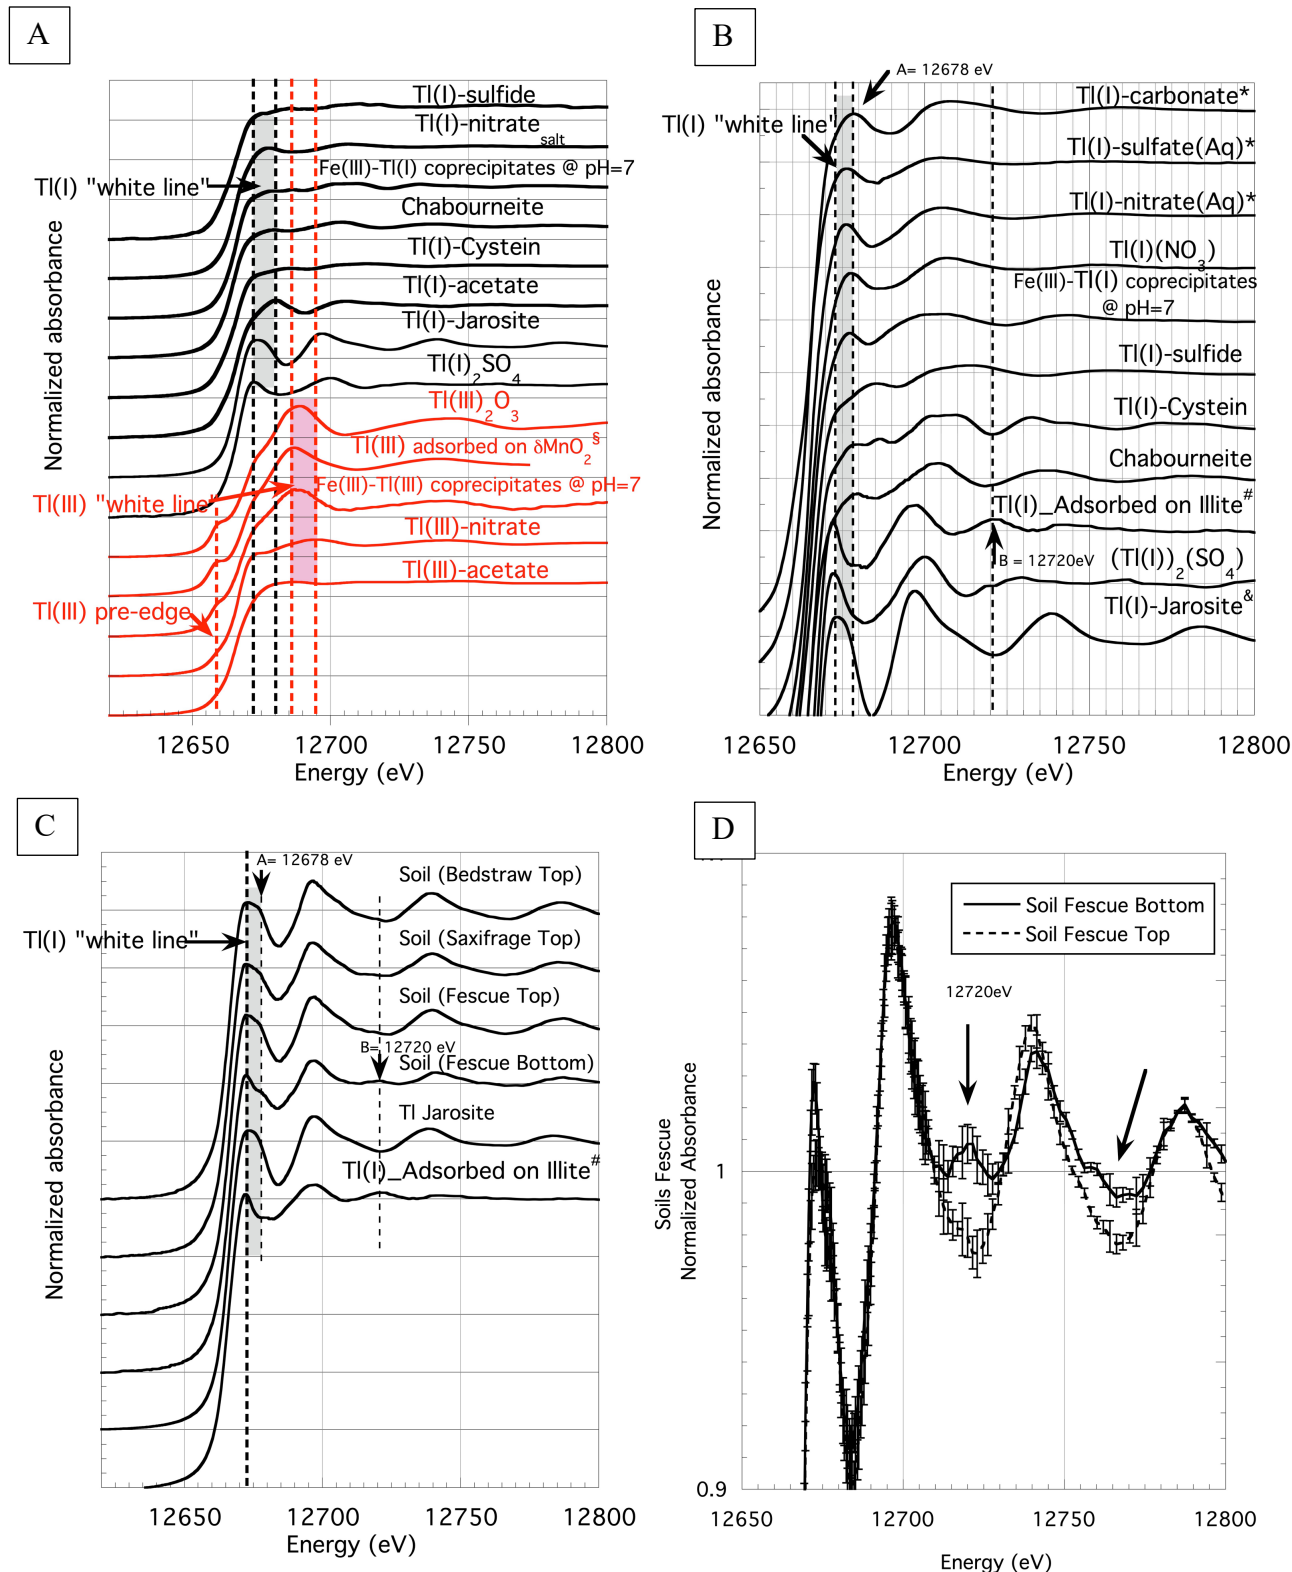 A
Tl(I)-sulfide
Tl(I)-nitrate salt
Fe(III)-Tl(I) coprecipitates @ pH=7
Tl(I) "white line"
Chabourneite
Tl(I)-Cystein
Tl(I)-acetate
Tl(I)-Jarosite
Tl(I)2SO4
Tl(III)2O3
Tl(III) adsorbed on δMnO2§
Fe(III)-Tl(III) coprecipitates @ pH=7
Tl(III) "white line"
Tl(III)-nitrate
Tl(III)-acetate
Tl(III) pre-edge
Normalized absorbance
12650 12700 12750 12800
Energy (eV)
B
A= 12678 eV
Tl(I)-carbonate*
Tl(I) "white line"
Tl(I)-sulfate(Aq)*
Tl(I)-nitrate(Aq)*
Tl(I)(NO3)
Fe(III)-Tl(I) coprecipitates
@ pH=7
Tl(I)-sulfide
Tl(I)-Cystein
Chabourneite
Tl(I)_Adsorbed on Illite#
B = 12720eV
(Tl(I))2(SO4)
Tl(I)-Jarosite&
Normalized absorbance
12650 12700 12750 12800
Energy (eV)
C
A= 12678 eV
Soil (Bedstraw Top)
Tl(I) "white line"
Soil (Saxifrage Top)
Soil (Fescue Top)
B= 12720 eV
Soil (Fescue Bottom)
Tl Jarosite
Tl(I)_Adsorbed on Illite#
Normalized absorbance
12650 12700 12750 12800
Energy (eV)
D
Soil Fescue Bottom
Soil Fescue Top
12720eV
Soils Fescue
Normalized Absorbance
1
0.9
12650 12700 12750 12800
Energy (eV)